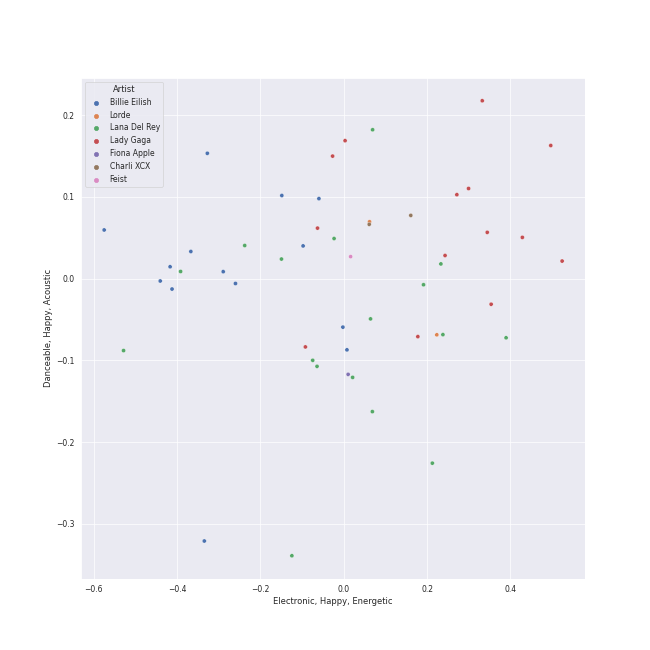 Artist
Billie Eilish
Lorde
Lana Del Rey
Lady Gaga
Fiona Apple
Charli XCX
Feist
0.2
0.1
0.0
−0.1
−0.2
−0.3
Danceable, Happy, Acoustic
−0.6
−0.4
−0.2
0.0
0.2
0.4
Electronic, Happy, Energetic